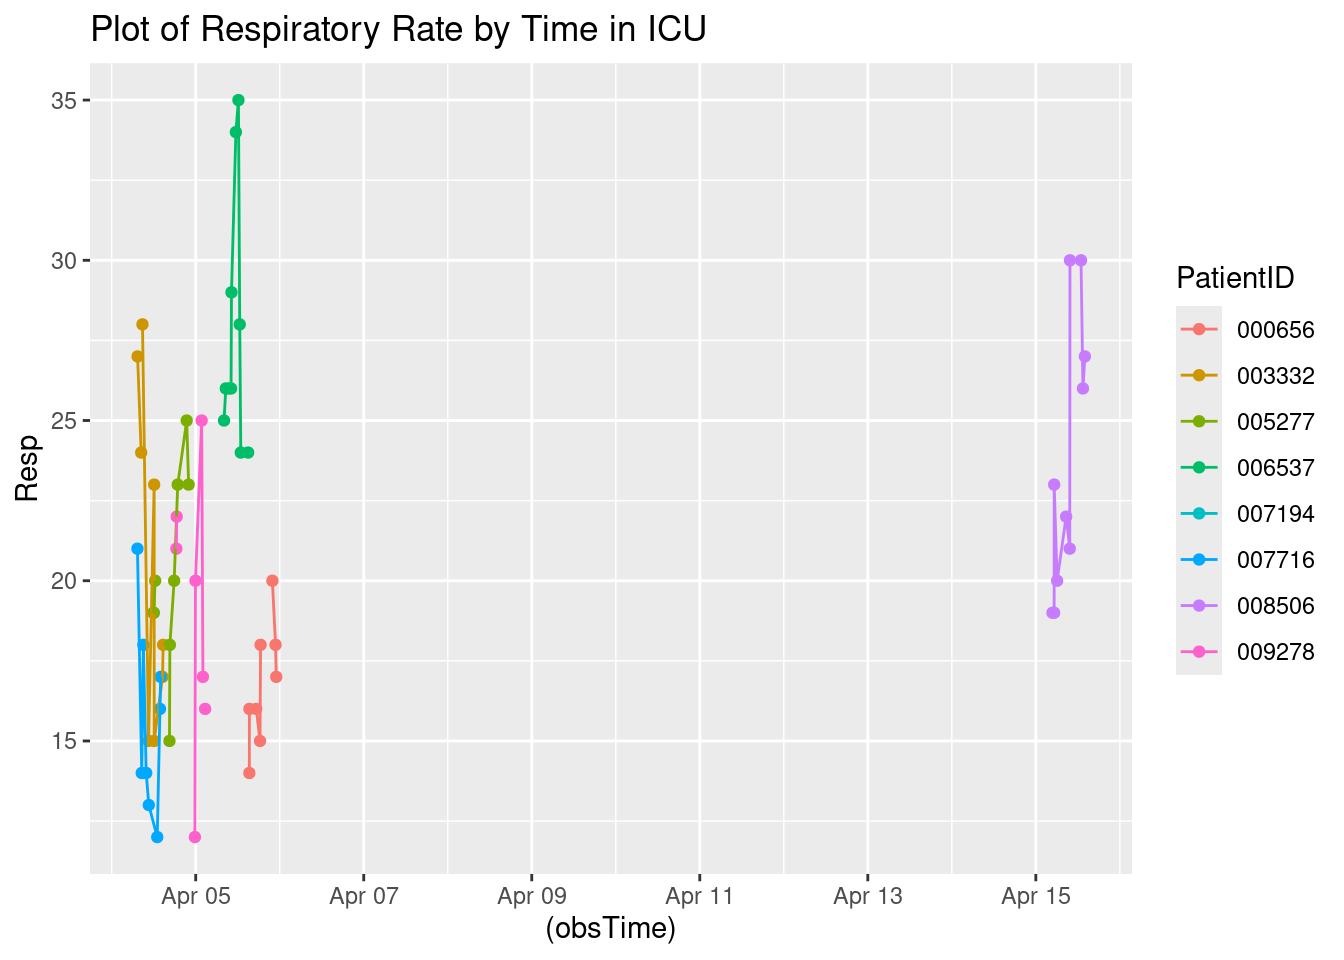 Plot of Respiratory Rate by Time in ICU
35
30
25
20
15
Resp
Apr 05 Apr 07 Apr 09 Apr 11 Apr 13 Apr 15
(obsTime)
PatientID
000656
003332
005277
006537
007194
007716
008506
009278